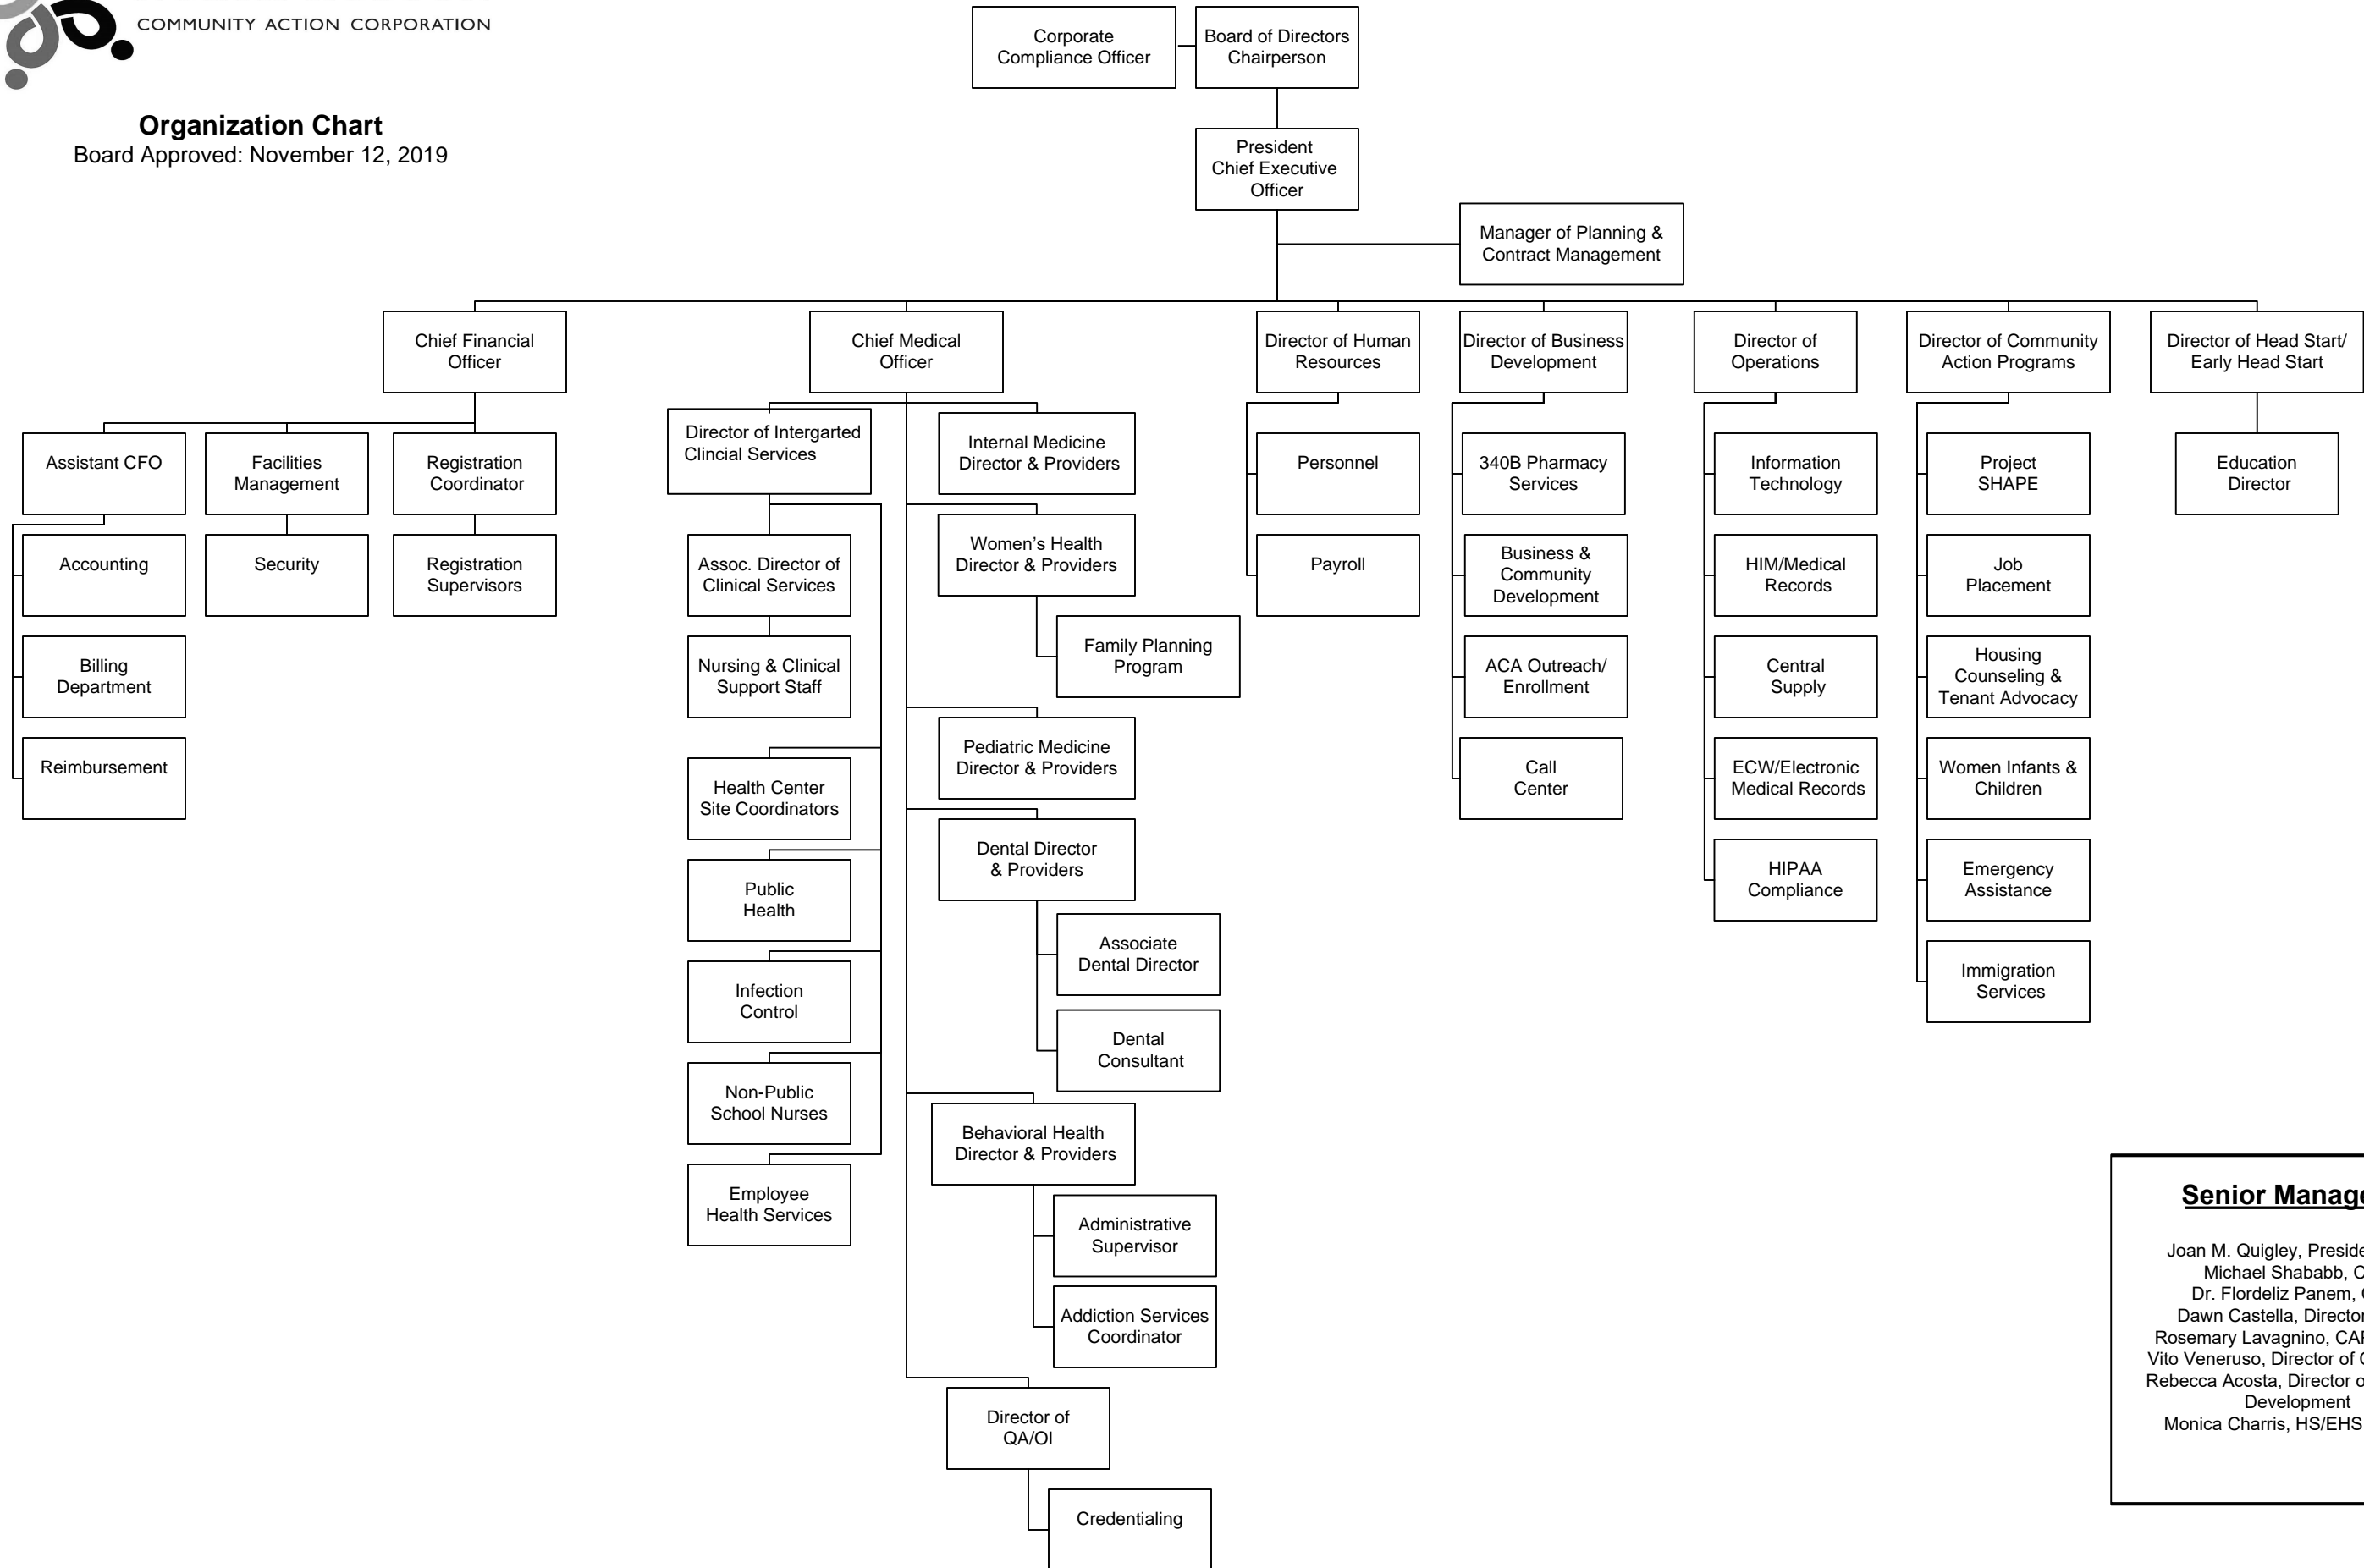 COMMUNITY ACTION CORPORATION
Organization Chart
Board Approved: November 12, 2019
Corporate
Compliance Officer
Board of Directors
Chairperson
President
Chief Executive
Officer
Manager of Planning &
Contract Management
Chief Financial
Officer
Chief Medical
Officer
Director of Human
Resources
Director of Business
Development
Director of
Operations
Director of Community
Action Programs
Director of Head Start/
Early Head Start
Assistant CFO
Accounting
Billing
Department
Reimbursement
Facilities
Management
Security
Registration
Coordinator
Registration
Supervisors
Director of Intergarted
Clincial Services
Assoc. Director of
Clinical Services
Nursing & Clinical
Support Staff
Health Center
Site Coordinators
Public
Health
Infection
Control
Non-Public
School Nurses
Employee
Health Services
Internal Medicine
Director & Providers
Women’s Health
Director & Providers
Family Planning
Program
Pediatric Medicine
Director & Providers
Dental Director
& Providers
Associate
Dental Director
Dental
Consultant
Behavioral Health
Director & Providers
Administrative
Supervisor
Addiction Services
Coordinator
Director of
QA/OI
Credentialing
Personnel
Payroll
340B Pharmacy
Services
Business &
Community
Development
ACA Outreach/
Enrollment
Call
Center
Information
Technology
HIM/Medical
Records
Central
Supply
ECW/Electronic
Medical Records
HIPAA
Compliance
Project
SHAPE
Job
Placement
Housing
Counseling &
Tenant Advocacy
Women Infants &
Children
Emergency
Assistance
Immigration
Services
Education
Director
Senior
Joan M. Quigley,
Michael Shababb,
Dr. Flordeliz Panem,
Dawn Castella, Director
Rosemary Lavagnino,
Vito Veneruso, Director of
Rebecca Acosta, Director
Development
Monica Charris, HS/EHS